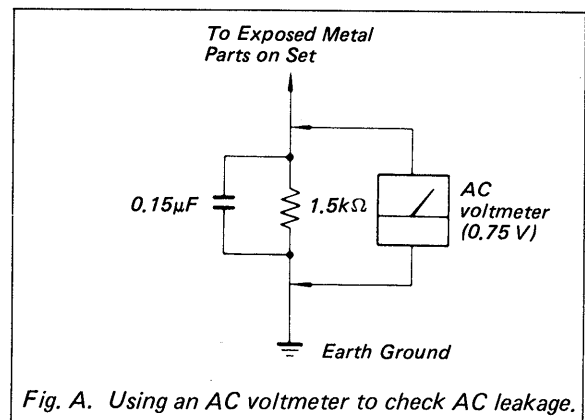 To Exposed Metal
Parts on Set
0.15μF
1.5kΩ
AC
voltmeter
(0.75 V)
Earth Ground
Fig. A. Using an AC voltmeter to check AC leakage.